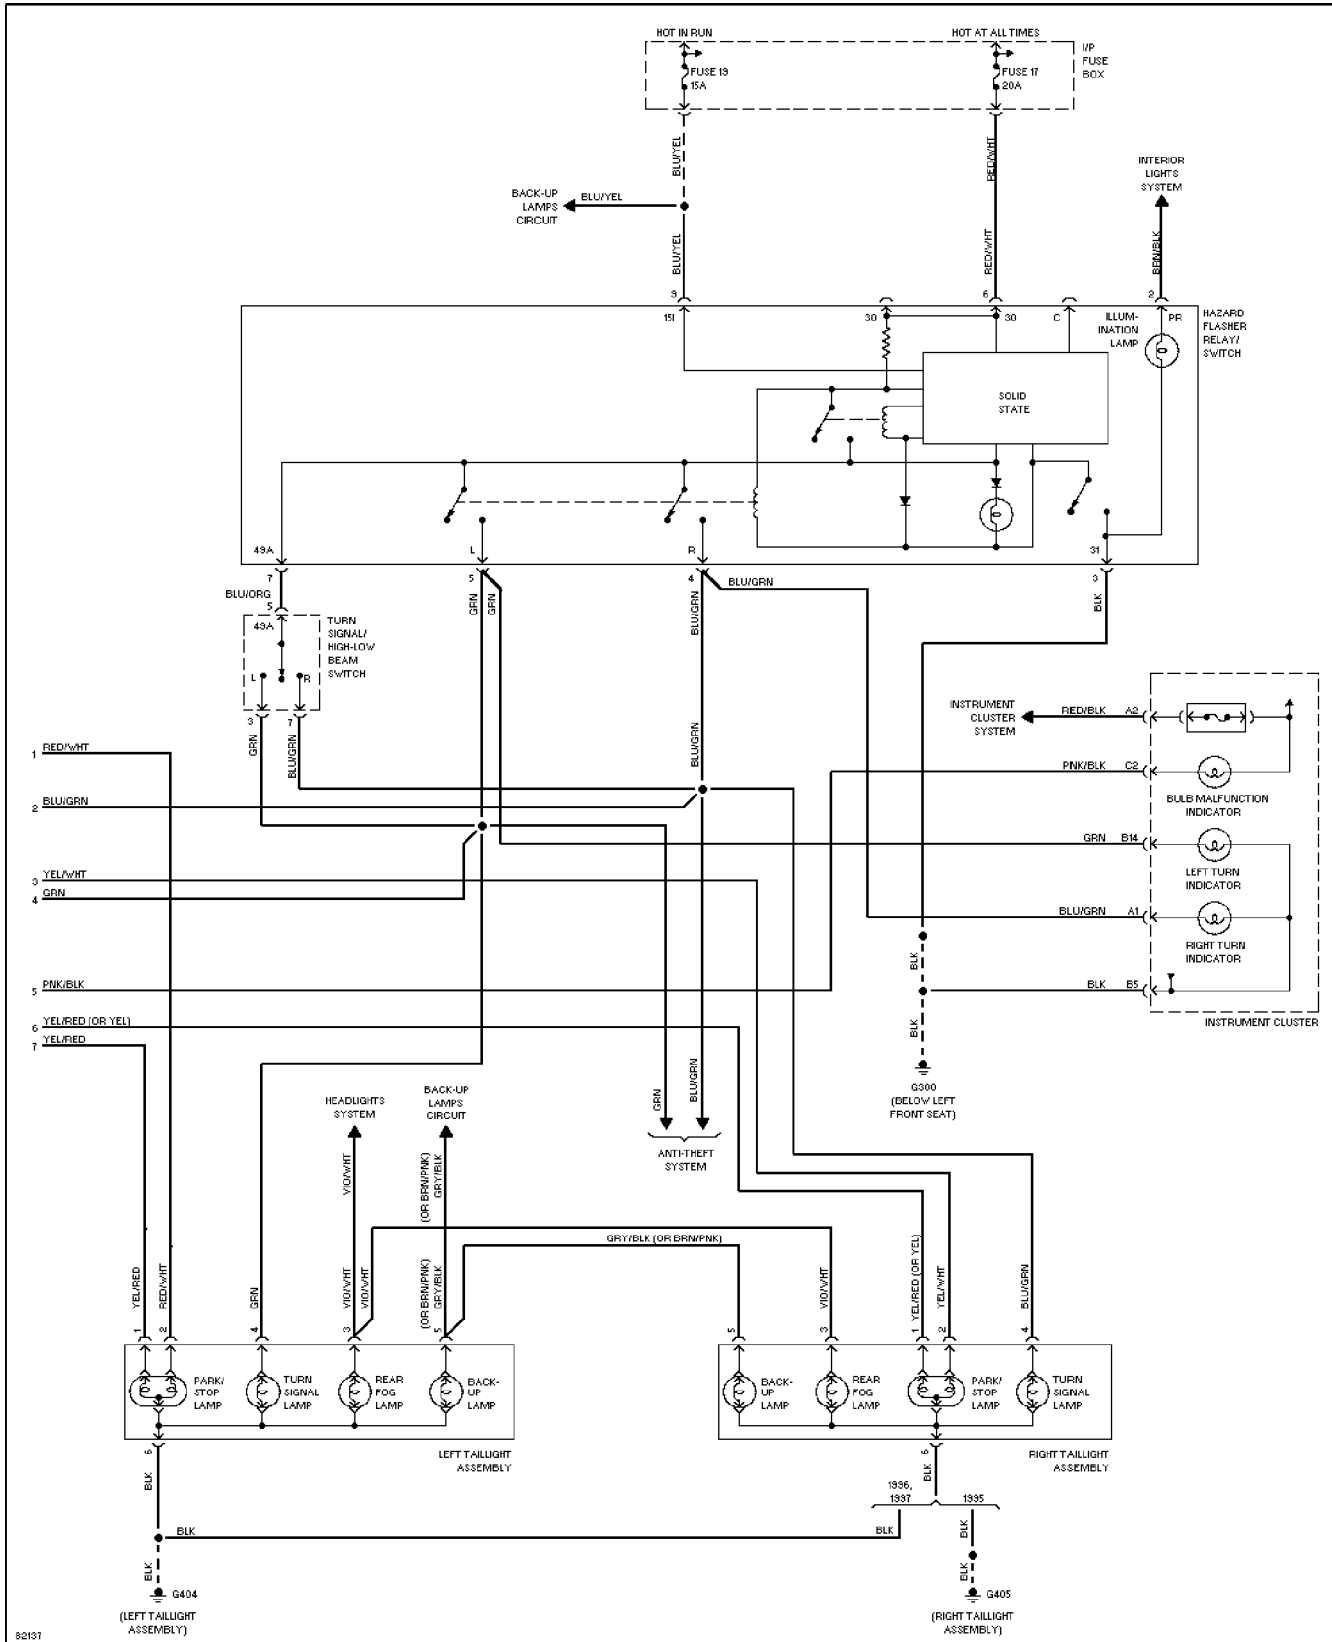 HOT IN RUN
HOT AT ALL TIMES
I/P
FUSE
BOX
FUSE 19
15A
FUSE 17
20A
BLU/YEL
RED/WHT
INTERIOR
LIGHTS
SYSTEM
BACK-UP
LAMPS
CIRCUIT
BLU/YEL
BLU/YEL
RED/WHT
BRN/BLK
9
6
2
15I
30
30
C
ILLUM-
INATION
LAMP
PR
HAZARD
FLASHER
RELAY/
SWITCH
SOLID
STATE
49A
L
R
31
7
5
4
3
BLU/ORG
GRN
GRN
BLU/GRN
BLU/GRN
BLK
5
49A
TURN
SIGNAL/
HIGH-LOW
BEAM
SWITCH
L
R
3
7
GRN
BLU/GRN
BLU/GRN
INSTRUMENT
CLUSTER
SYSTEM
RED/BLK
A2
PNK/BLK
C2
BULB MALFUNCTION
INDICATOR
GRN
B14
LEFT TURN
INDICATOR
BLU/GRN
A1
RIGHT TURN
INDICATOR
BLK
B5
INSTRUMENT CLUSTER
1 RED/WHT
2 BLU/GRN
3 YEL/WHT
4 GRN
5 PNK/BLK
6 YEL/RED (OR YEL)
7 YEL/RED
BLK
BLK
G300
(BELOW LEFT
FRONT SEAT)
HEADLIGHTS
SYSTEM
BACK-UP
LAMPS
CIRCUIT
GRN
BLU/GRN
ANTI-THEFT
SYSTEM
VIO/WHT
(OR BRN/PNK)
GRY/BLK
GRY/BLK (OR BRN/PNK)
YEL/RED
RED/WHT
GRN
VIO/WHT
VIO/WHT
(OR BRN/PNK)
GRY/BLK
VIO/WHT
YEL/RED (OR YEL)
YEL/WHT
BLU/GRN
1
2
4
3
5
5
3
1
2
4
PARK/
STOP
LAMP
TURN
SIGNAL
LAMP
REAR
FOG
LAMP
BACK-
UP
LAMP
BACK-
UP
LAMP
REAR
FOG
LAMP
PARK/
STOP
LAMP
TURN
SIGNAL
LAMP
LEFT TAILLIGHT
ASSEMBLY
RIGHT TAILLIGHT
ASSEMBLY
6
BLK
6
BLK
1996,
1997
1995
BLK
BLK
BLK
BLK
BLK
G404
(LEFT TAILLIGHT
ASSEMBLY)
G405
(RIGHT TAILLIGHT
ASSEMBLY)
82137